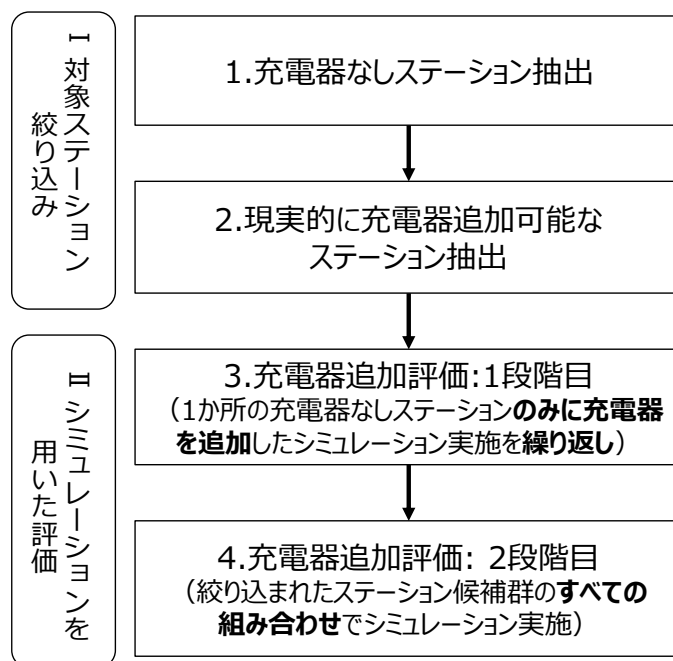 Ⅰ対象ステーション
絞り込み
1.充電器なしステーション抽出
2.現実的に充電器追加可能な
ステーション抽出
Ⅱシミュレーションを
用いた評価
3.充電器追加評価:1段階目
（1か所の充電器なしステーションのみに充電器
を追加したシミュレーション実施を繰り返し）
4.充電器追加評価: 2段階目
（絞り込まれたステーション候補群のすべての
組み合わせでシミュレーション実施）